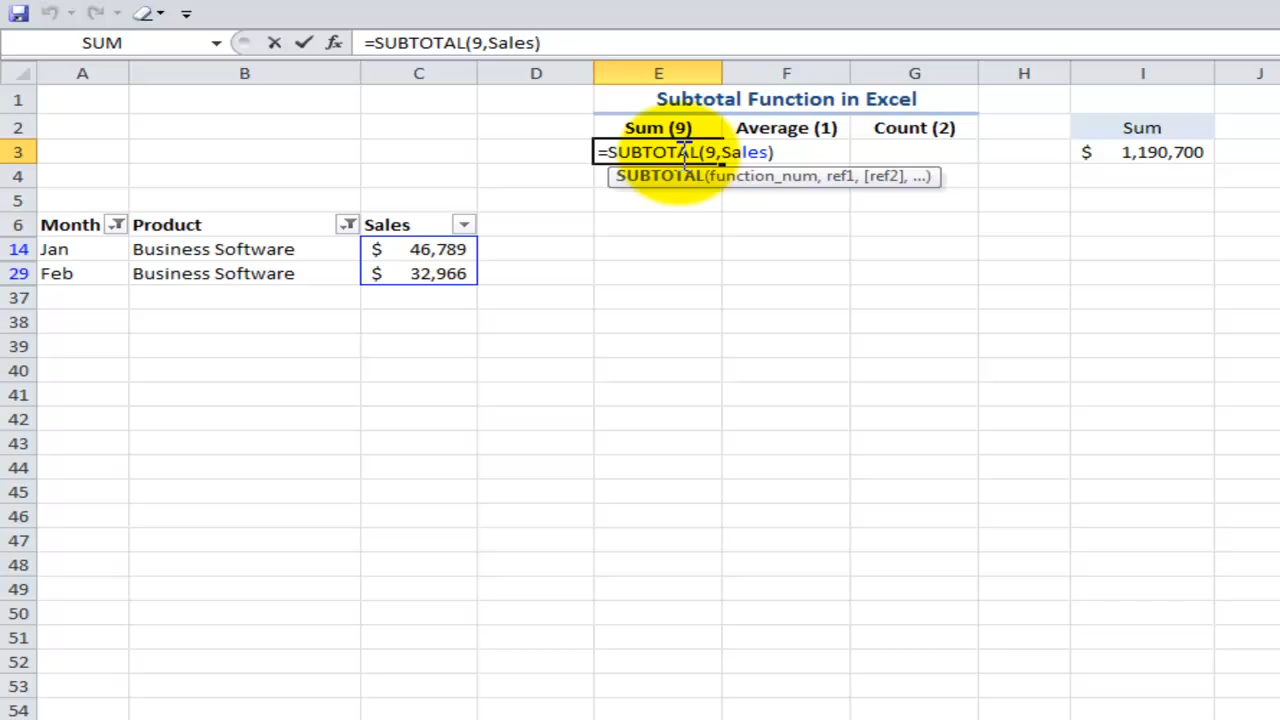 SUM =SUBTOTAL(9,Sales)
A B C D E F G H I J
1 Subtotal Function in Excel
2 Sum (9) Average (1) Count (2) Sum
3 =SUBTOTAL(9,Sales) $ 1,190,700
4 SUBTOTAL(function_num, ref1, [ref2], ...)
5
6 Month Product Sales
14 Jan Business Software $ 46,789
29 Feb Business Software $ 32,966
37
38
39
40
41
42
43
44
45
46
47
48
49
50
51
52
53
54